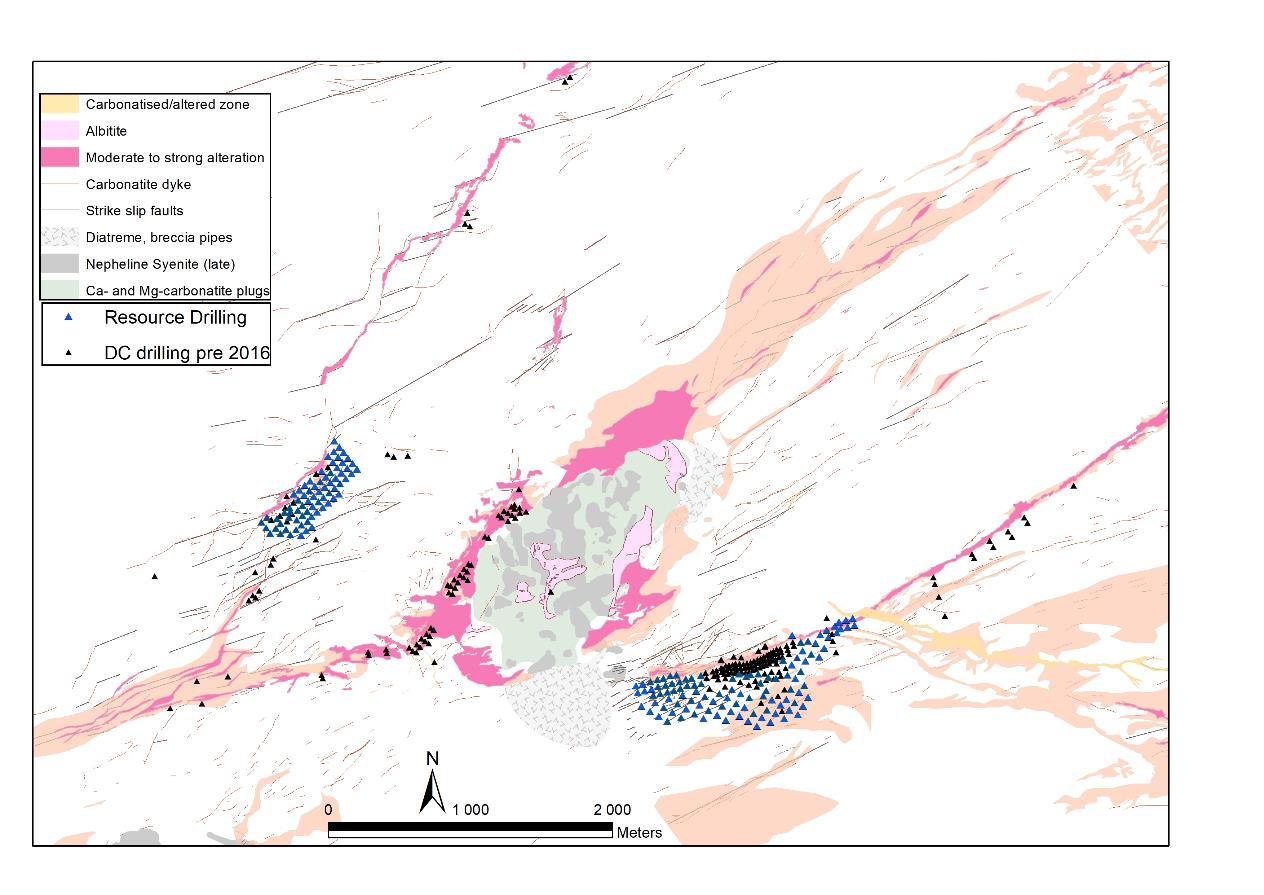 Carbonatised/altered zone
Albitite
Moderate to strong alteration
Carbonatite dyke
Strike slip faults
Diatreme, breccia pipes
Nepheline Syenite (late)
Ca- and Mg-carbonatite plugs
Resource Drilling
DC drilling pre 2016
N
0 1 000 2 000
Meters